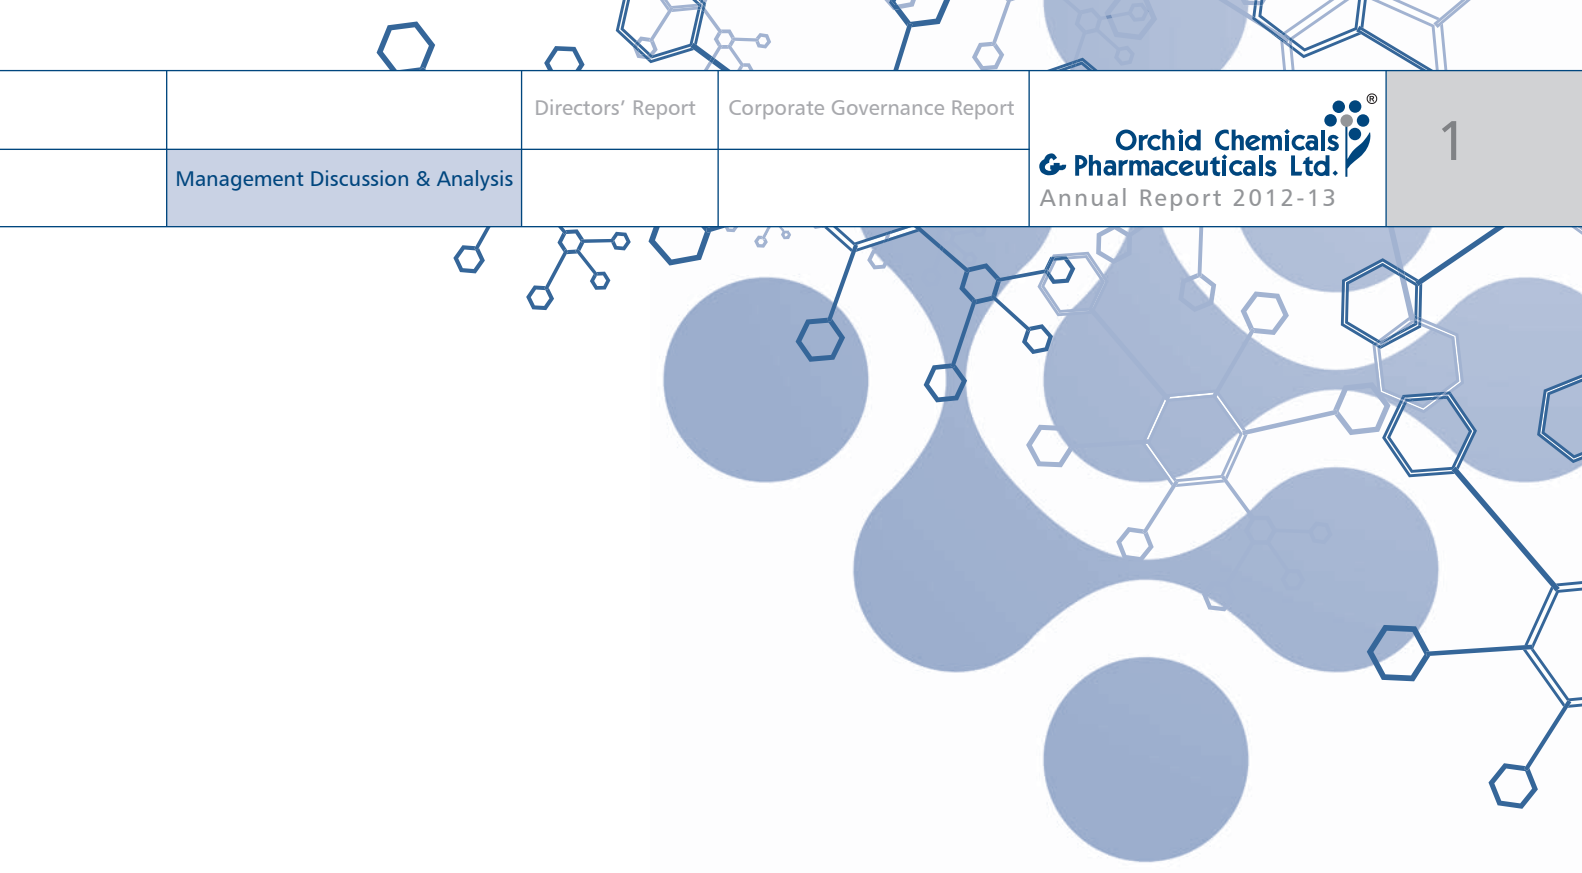 Directors’ Report
Corporate Governance Report
Management Discussion & Analysis
Orchid Chemicals
& Pharmaceuticals Ltd.
®
Annual Report 2012-13
1